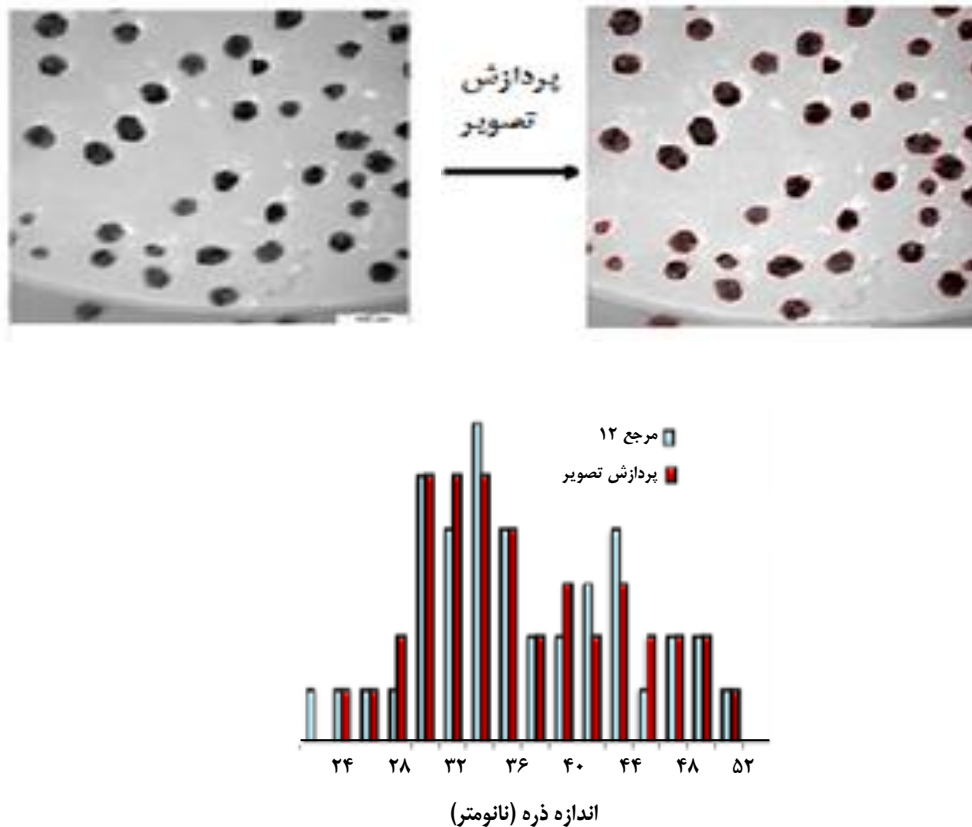 پردازش
تصویر
مرجع ۱۲
پردازش تصویر
۲۴ ۲۸ ۳۲ ۳۶ ۴۰ ۴۴ ۴۸ ۵۲
اندازه ذره (نانومتر)